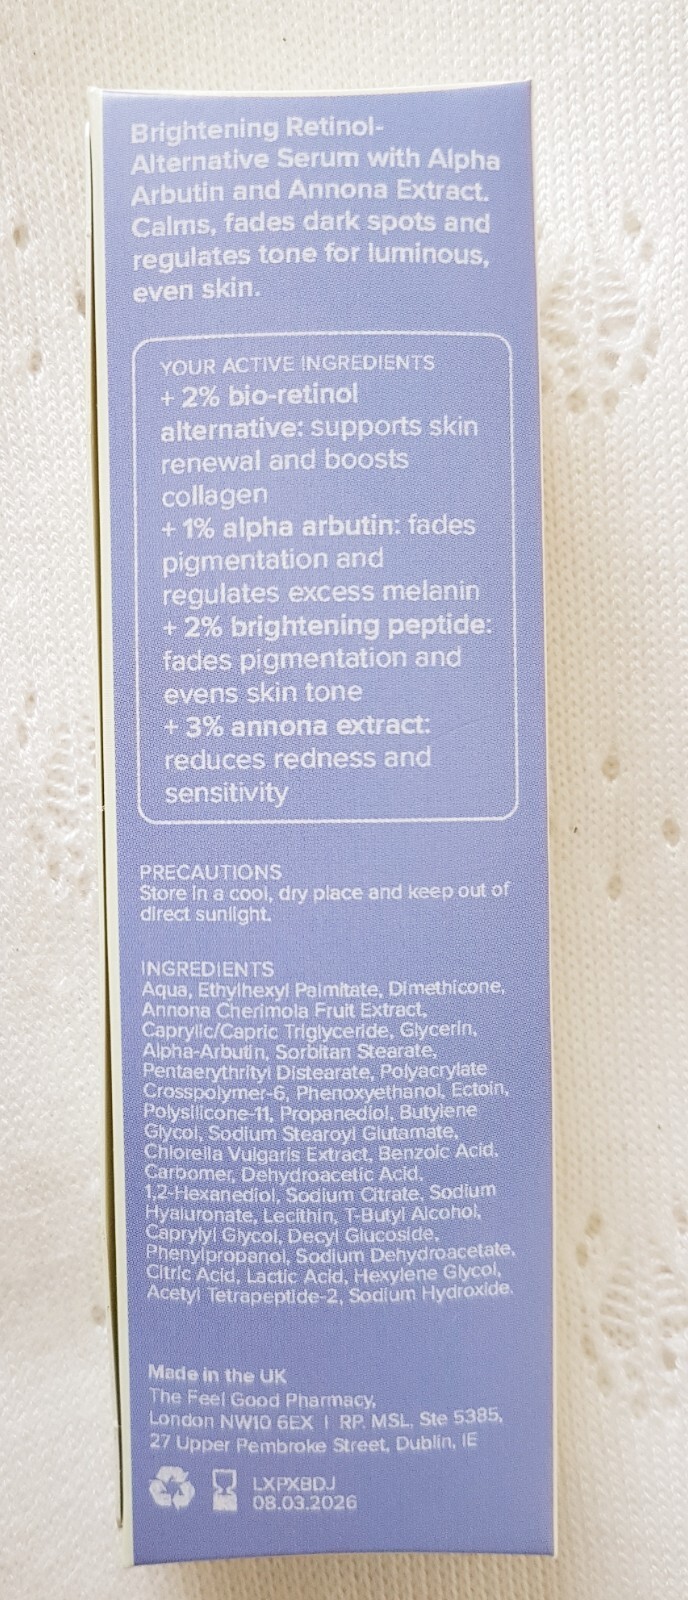 Brightening Retinol-
Alternative Serum with Alpha
Arbutin and Annona Extract.
Calms, fades dark spots and
regulates tone for luminous,
even skin.
YOUR ACTIVE INGREDIENTS
+ 2% bio-retinol
alternative: supports skin
renewal and boosts
collagen
+ 1% alpha arbutin: fades
pigmentation and
regulates excess melanin
+ 2% brightening peptide:
fades pigmentation and
evens skin tone
+ 3% annona extract:
reduces redness and
sensitivity
PRECAUTIONS
Store in a cool, dry place and keep out of
direct sunlight.
INGREDIENTS
Aqua, Ethylhexyl Palmitate, Dimethicone,
Annona Cherimola Fruit Extract,
Caprylic/Capric Triglyceride, Glycerin,
Alpha-Arbutin, Sorbitan Stearate,
Pentaerythrityl Distearate, Polyacrylate
Crosspolymer-6, Phenoxyethanol, Ectoin,
Polysilicone-11, Propanediol, Butylene
Glycol, Sodium Stearoyl Glutamate,
Chlorella Vulgaris Extract, Benzoic Acid,
Carbomer, Dehydroacetic Acid,
1,2-Hexanediol, Sodium Citrate, Sodium
Hyaluronate, Lecithin, T-Butyl Alcohol,
Caprylyl Glycol, Decyl Glucoside,
Phenylpropanol, Sodium Dehydroacetate,
Citric Acid, Lactic Acid, Hexylene Glycol,
Acetyl Tetrapeptide-2, Sodium Hydroxide.
Made in the UK
The Feel Good Pharmacy,
London NW10 6EX | RP. MSL. Ste 5385,
27 Upper Pembroke Street, Dublin, IE
LXPXBDJ
08.03.2026